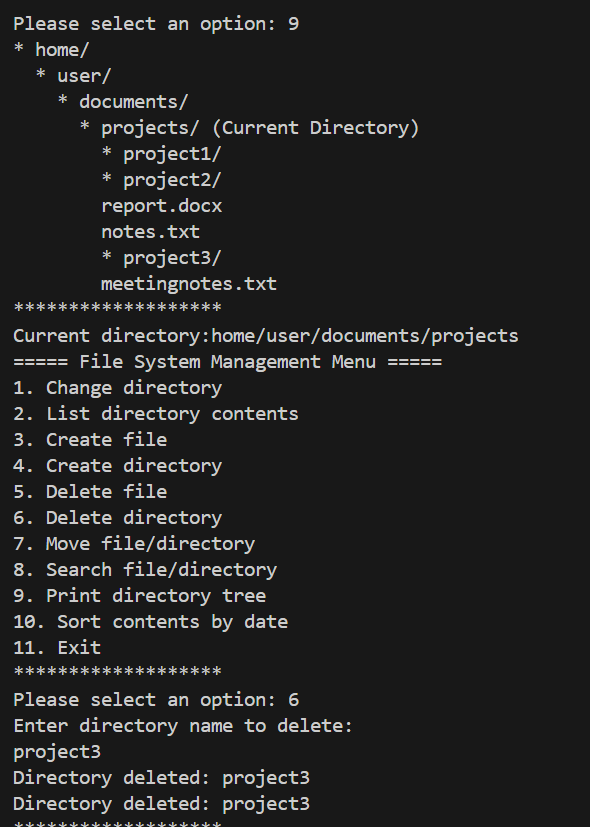 Please select an option: 9
* home/
  * user/
    * documents/
      * projects/ (Current Directory)
        * project1/
        * project2/
        report.docx
        notes.txt
        * project3/
        meetingnotes.txt
*******************
Current directory:home/user/documents/projects
===== File System Management Menu =====
1. Change directory
2. List directory contents
3. Create file
4. Create directory
5. Delete file
6. Delete directory
7. Move file/directory
8. Search file/directory
9. Print directory tree
10. Sort contents by date
11. Exit
*******************
Please select an option: 6
Enter directory name to delete:
project3
Directory deleted: project3
Directory deleted: project3
*******************